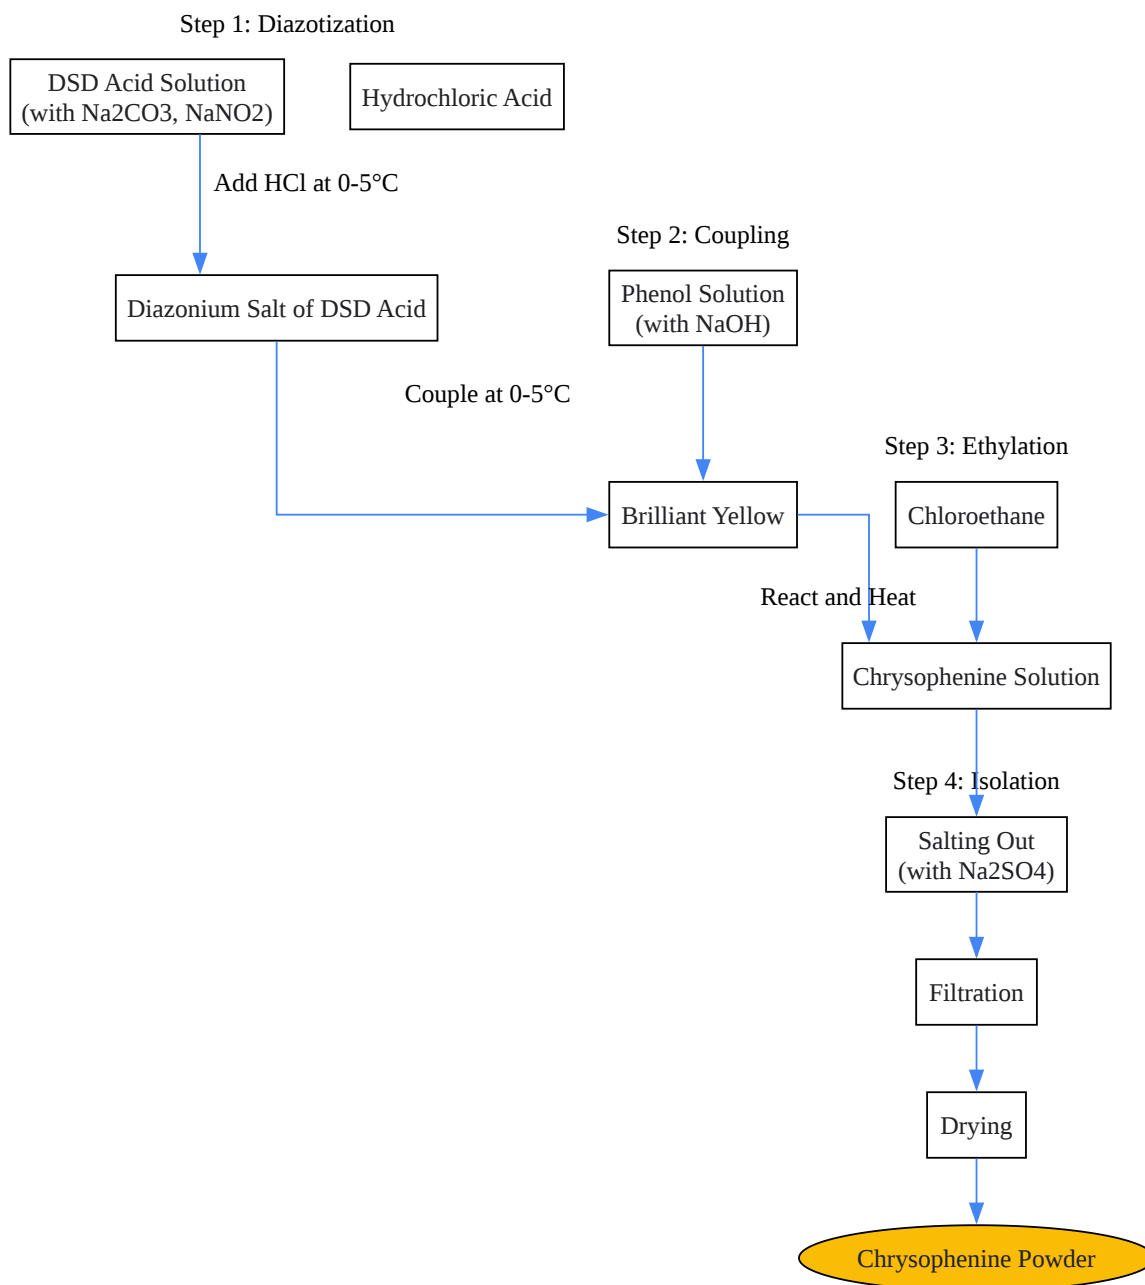 Step 1: Diazotization
DSD Acid Solution
(with Na2CO3, NaNO2)
Hydrochloric Acid
Add HCl at 0-5°C
Diazonium Salt of DSD Acid
Step 2: Coupling
Phenol Solution
(with NaOH)
Couple at 0-5°C
Brilliant Yellow
Step 3: Ethylation
Chloroethane
React and Heat
Chrysophenine Solution
Step 4: Isolation
Salting Out
(with Na2SO4)
Filtration
Drying
Chrysophenine Powder